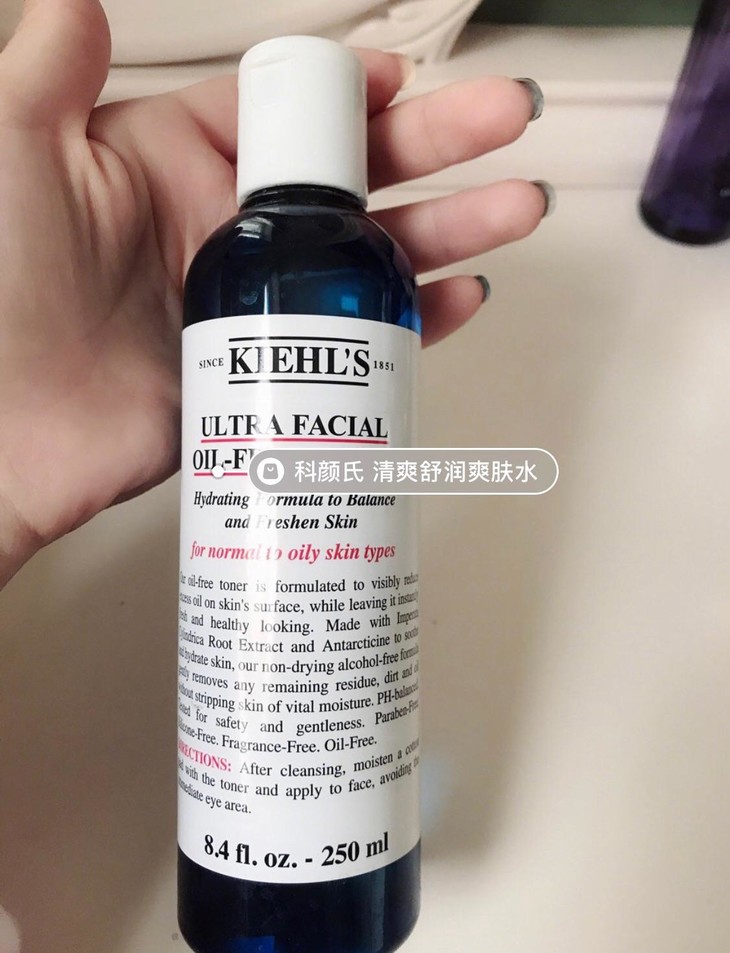 SINCE KIEHL'S 1851
ULTRA FACIAL
OIL-F
科颜氏 清爽舒润爽肤水
Hydrating Formula to Balance
and Freshen Skin
for normal to oily skin types
oil-free toner is formulated to visibly
excess oil on skin's surface, while leaving it
and healthy looking. Made with
Root Extract and Antarcticine to
hydrate skin, our non-drying alcohol-free
removes any remaining residue, dirt and
stripping skin of vital moisture.
for safety and gentleness. Paraben-
-Free. Fragrance-Free. Oil-Free.
After cleansing, moisten a
with the toner and apply to face, avoiding
eye area.
8.4 fl. oz. - 250 ml